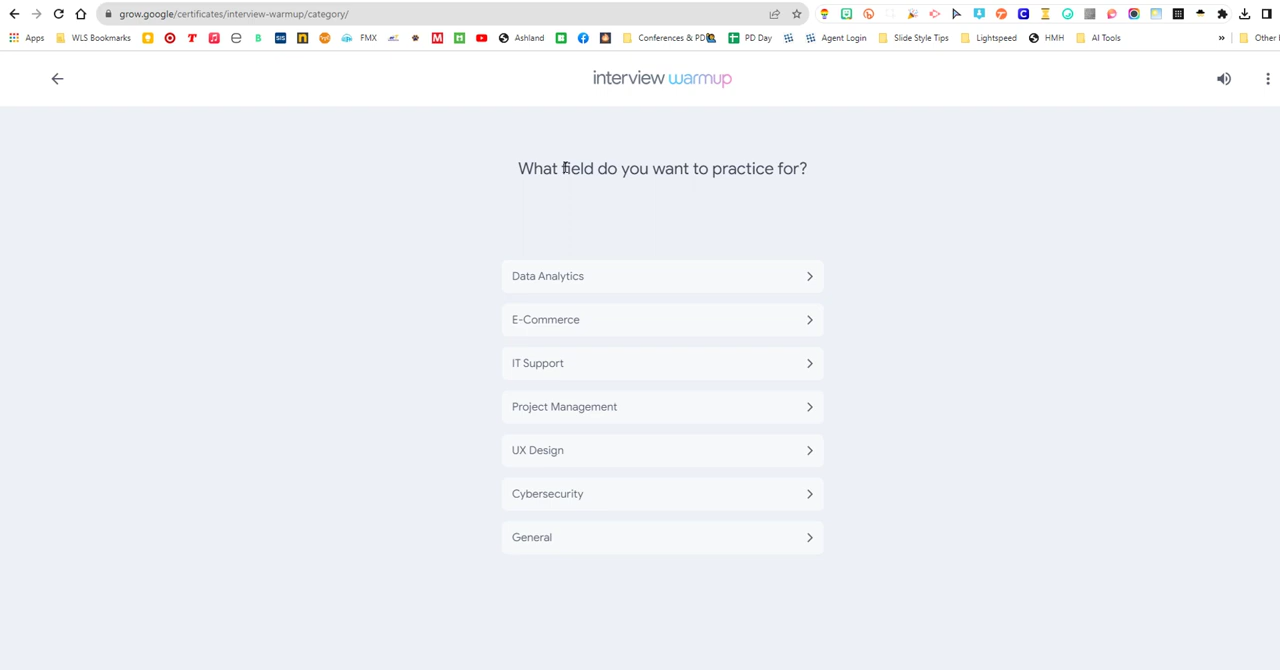 grow.google/certificates/interview-warmup/category/
Apps WLS Bookmarks FMX Ashland Conferences & PD PD Day Agent Login Slide Style Tips Lightspeed HMH AI Tools » Other
interview warmup
What field do you want to practice for?
Data Analytics
E-Commerce
IT Support
Project Management
UX Design
Cybersecurity
General